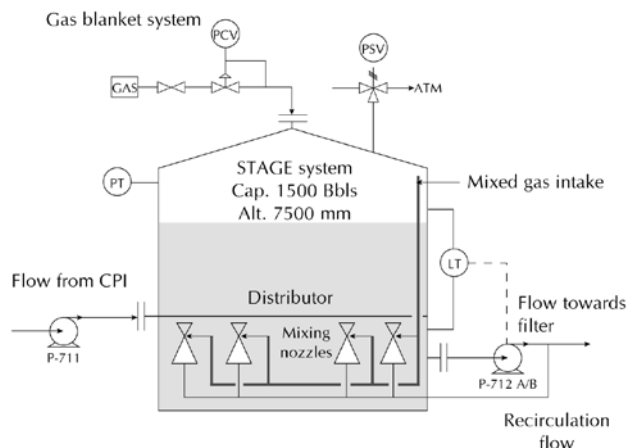 Gas blanket system
PCV
PSV
GAS
ATM
STAGE system
Cap. 1500 Bbls
Alt. 7500 mm
PT
Mixed gas intake
LT
Flow from CPI
Distributor
Flow towards
filter
Mixing
nozzles
P-711
P-712 A/B
Recirculation
flow